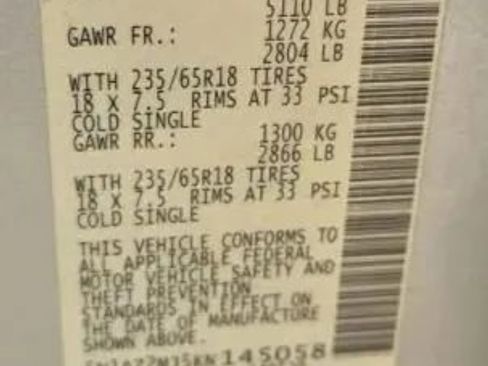 5110 LB
GAWR FR.: 1272 KG
2804 LB
WITH 235/65R18 TIRES
18 X 7.5 RIMS AT 33 PSI
COLD SINGLE
GAWR RR.: 1300 KG
2866 LB
WITH 235/65R18 TIRES
18 X 7.5 RIMS AT 33 PSI
COLD SINGLE
THIS VEHICLE CONFORMS TO
ALL APPLICABLE FEDERAL
MOTOR VEHICLE SAFETY AND
THEFT PREVENTION
STANDARDS IN EFFECT ON
THE DATE OF MANUFACTURE
SHOWN ABOVE.
145058